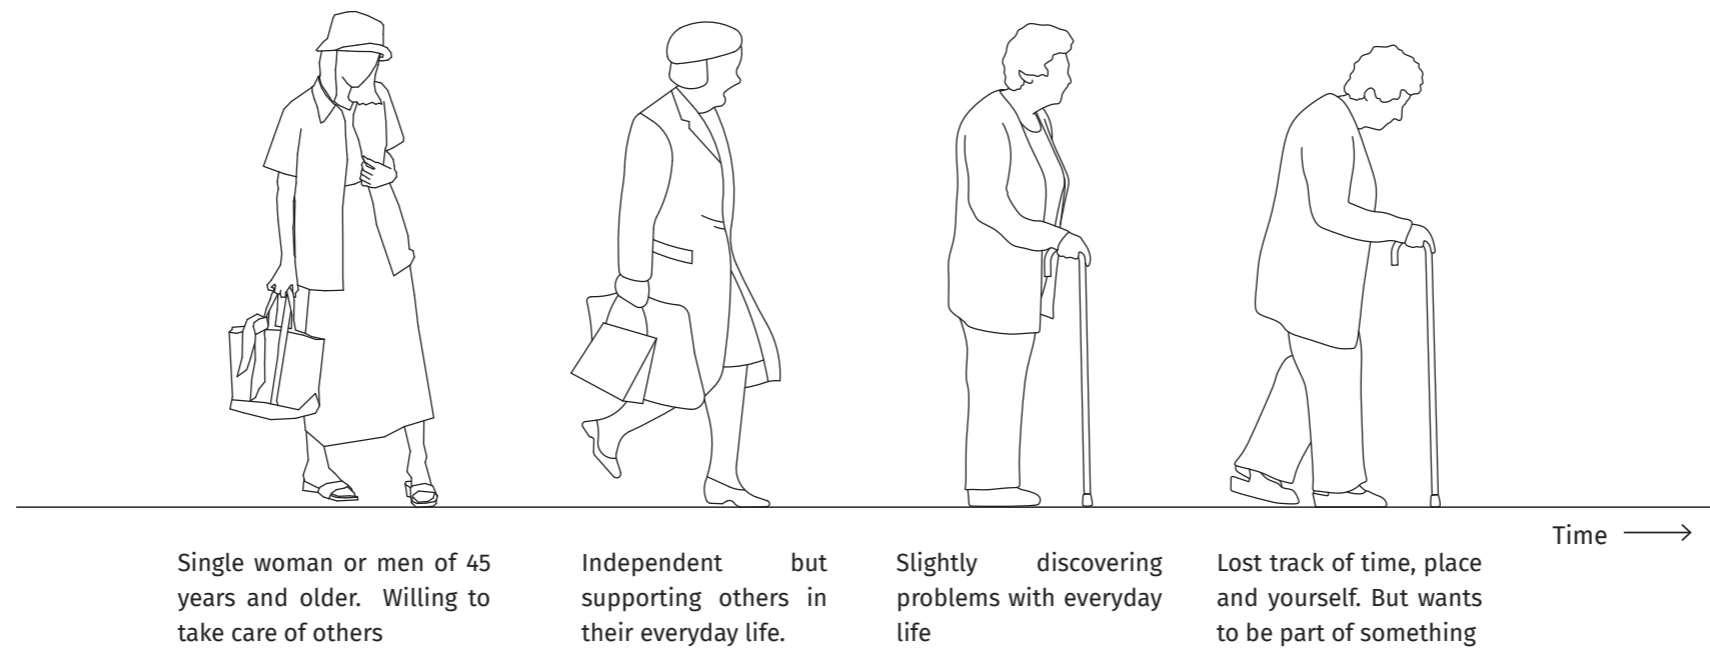 Time
Single woman or men of 45
years and older. Willing to
take care of others
Independent but
supporting others in
their everyday life.
Slightly discovering
problems with everyday
life
Lost track of time, place
and yourself. But wants
to be part of something